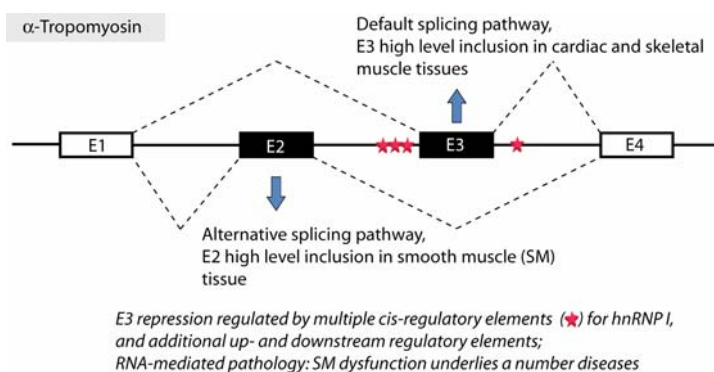 α-Tropomyosin
Default splicing pathway,
E3 high level inclusion in cardiac and skeletal
muscle tissues
E1
E2
E3
E4
Alternative splicing pathway,
E2 high level inclusion in smooth muscle (SM)
tissue
E3 repression regulated by multiple cis-regulatory elements (★) for hnRNP I,
and additional up- and downstream regulatory elements;
RNA-mediated pathology: SM dysfunction underlies a number diseases